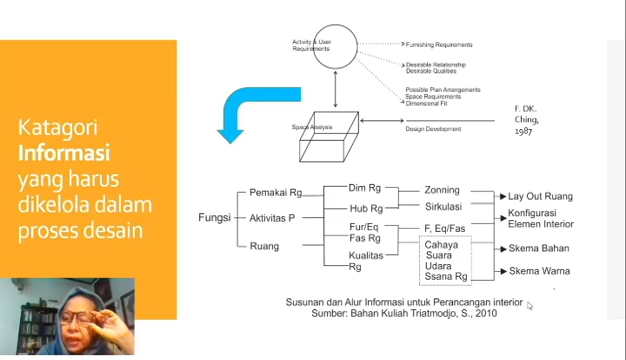 Katagori
Informasi
yang harus
dikelola dalam
proses desain
Activity & User
Requirements
Furnishing Requirements
Desirable Relationship
Desirable Qualities
Possible Plan Arrangements
Space Requirements
Dimensional Fit
Space Analysis
Design Development
F. DK.
Ching,
1987
Fungsi
Pemakai Rg
Aktivitas P
Ruang
Dim Rg
Hub Rg
Fur/Eq
Fas Rg
Kualitas
Rg
Zonning
Sirkulasi
F, Eq/Fas
Cahaya
Suara
Udara
Ssana Rg
Lay Out Ruang
Konfigurasi
Elemen Interior
Skema Bahan
Skema Warna
Susunan dan Alur Informasi untuk Perancangan interior
Sumber: Bahan Kuliah Triatmodjo, S., 2010